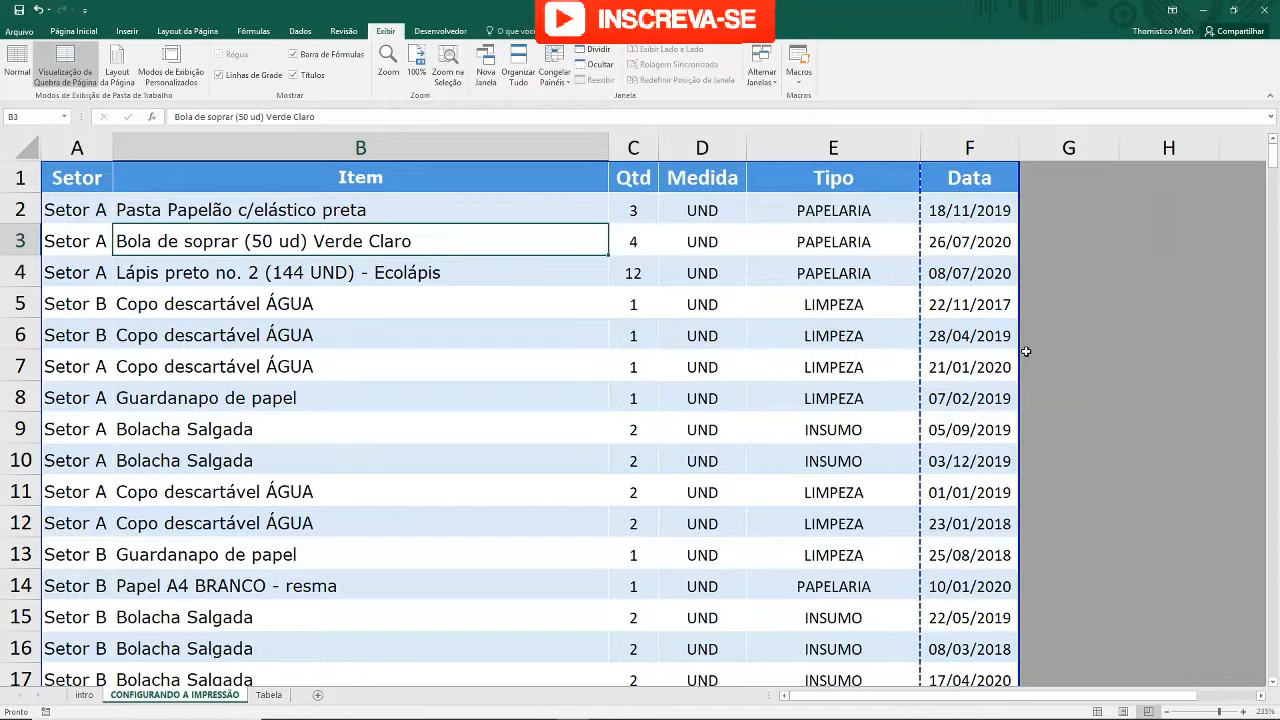 INSCREVA-SE
Arquivo Página Inicial Inserir Layout da Página Fórmulas Dados Revisão Exibir Desenvolvedor O que voc
Thomistico Math Compartilhar
Normal
Visualização da Quebra de Página
Layout da Página
Modos de Exibição Personalizados
Modos de Exibição de Pasta de Trabalho
Régua
Barra de Fórmulas
Linhas de Grade
Títulos
Mostrar
Zoom
100%
Zoom na Seleção
Zoom
Nova Janela
Organizar Tudo
Congelar Painéis
Dividir
Ocultar
Reexibir
Exibir Lado a Lado
Rolagem Sincronizada
Redefinir Posição da Janela
Alternar Janelas
Janela
Macros
Macros
B3 fx Bola de soprar (50 ud) Verde Claro
A B C D E F G H
1 Setor Item Qtd Medida Tipo Data
2 Setor A Pasta Papelão c/elástico preta 3 UND PAPELARIA 18/11/2019
3 Setor A Bola de soprar (50 ud) Verde Claro 4 UND PAPELARIA 26/07/2020
4 Setor A Lápis preto no. 2 (144 UND) - Ecolápis 12 UND PAPELARIA 08/07/2020
5 Setor B Copo descartável ÁGUA 1 UND LIMPEZA 22/11/2017
6 Setor B Copo descartável ÁGUA 1 UND LIMPEZA 28/04/2019
7 Setor A Copo descartável ÁGUA 1 UND LIMPEZA 21/01/2020
8 Setor A Guardanapo de papel 1 UND LIMPEZA 07/02/2019
9 Setor A Bolacha Salgada 2 UND INSUMO 05/09/2019
10 Setor A Bolacha Salgada 2 UND INSUMO 03/12/2019
11 Setor A Copo descartável ÁGUA 2 UND LIMPEZA 01/01/2019
12 Setor A Copo descartável ÁGUA 2 UND LIMPEZA 23/01/2018
13 Setor B Guardanapo de papel 1 UND LIMPEZA 25/08/2018
14 Setor B Papel A4 BRANCO - resma 1 UND PAPELARIA 10/01/2020
15 Setor B Bolacha Salgada 2 UND INSUMO 22/05/2019
16 Setor B Bolacha Salgada 2 UND INSUMO 08/03/2018
17 Setor B Bolacha Salgada 2 UND INSUMO 17/04/2020
intro CONFIGURANDO A IMPRESSÃO Tabela
Pronto 235%